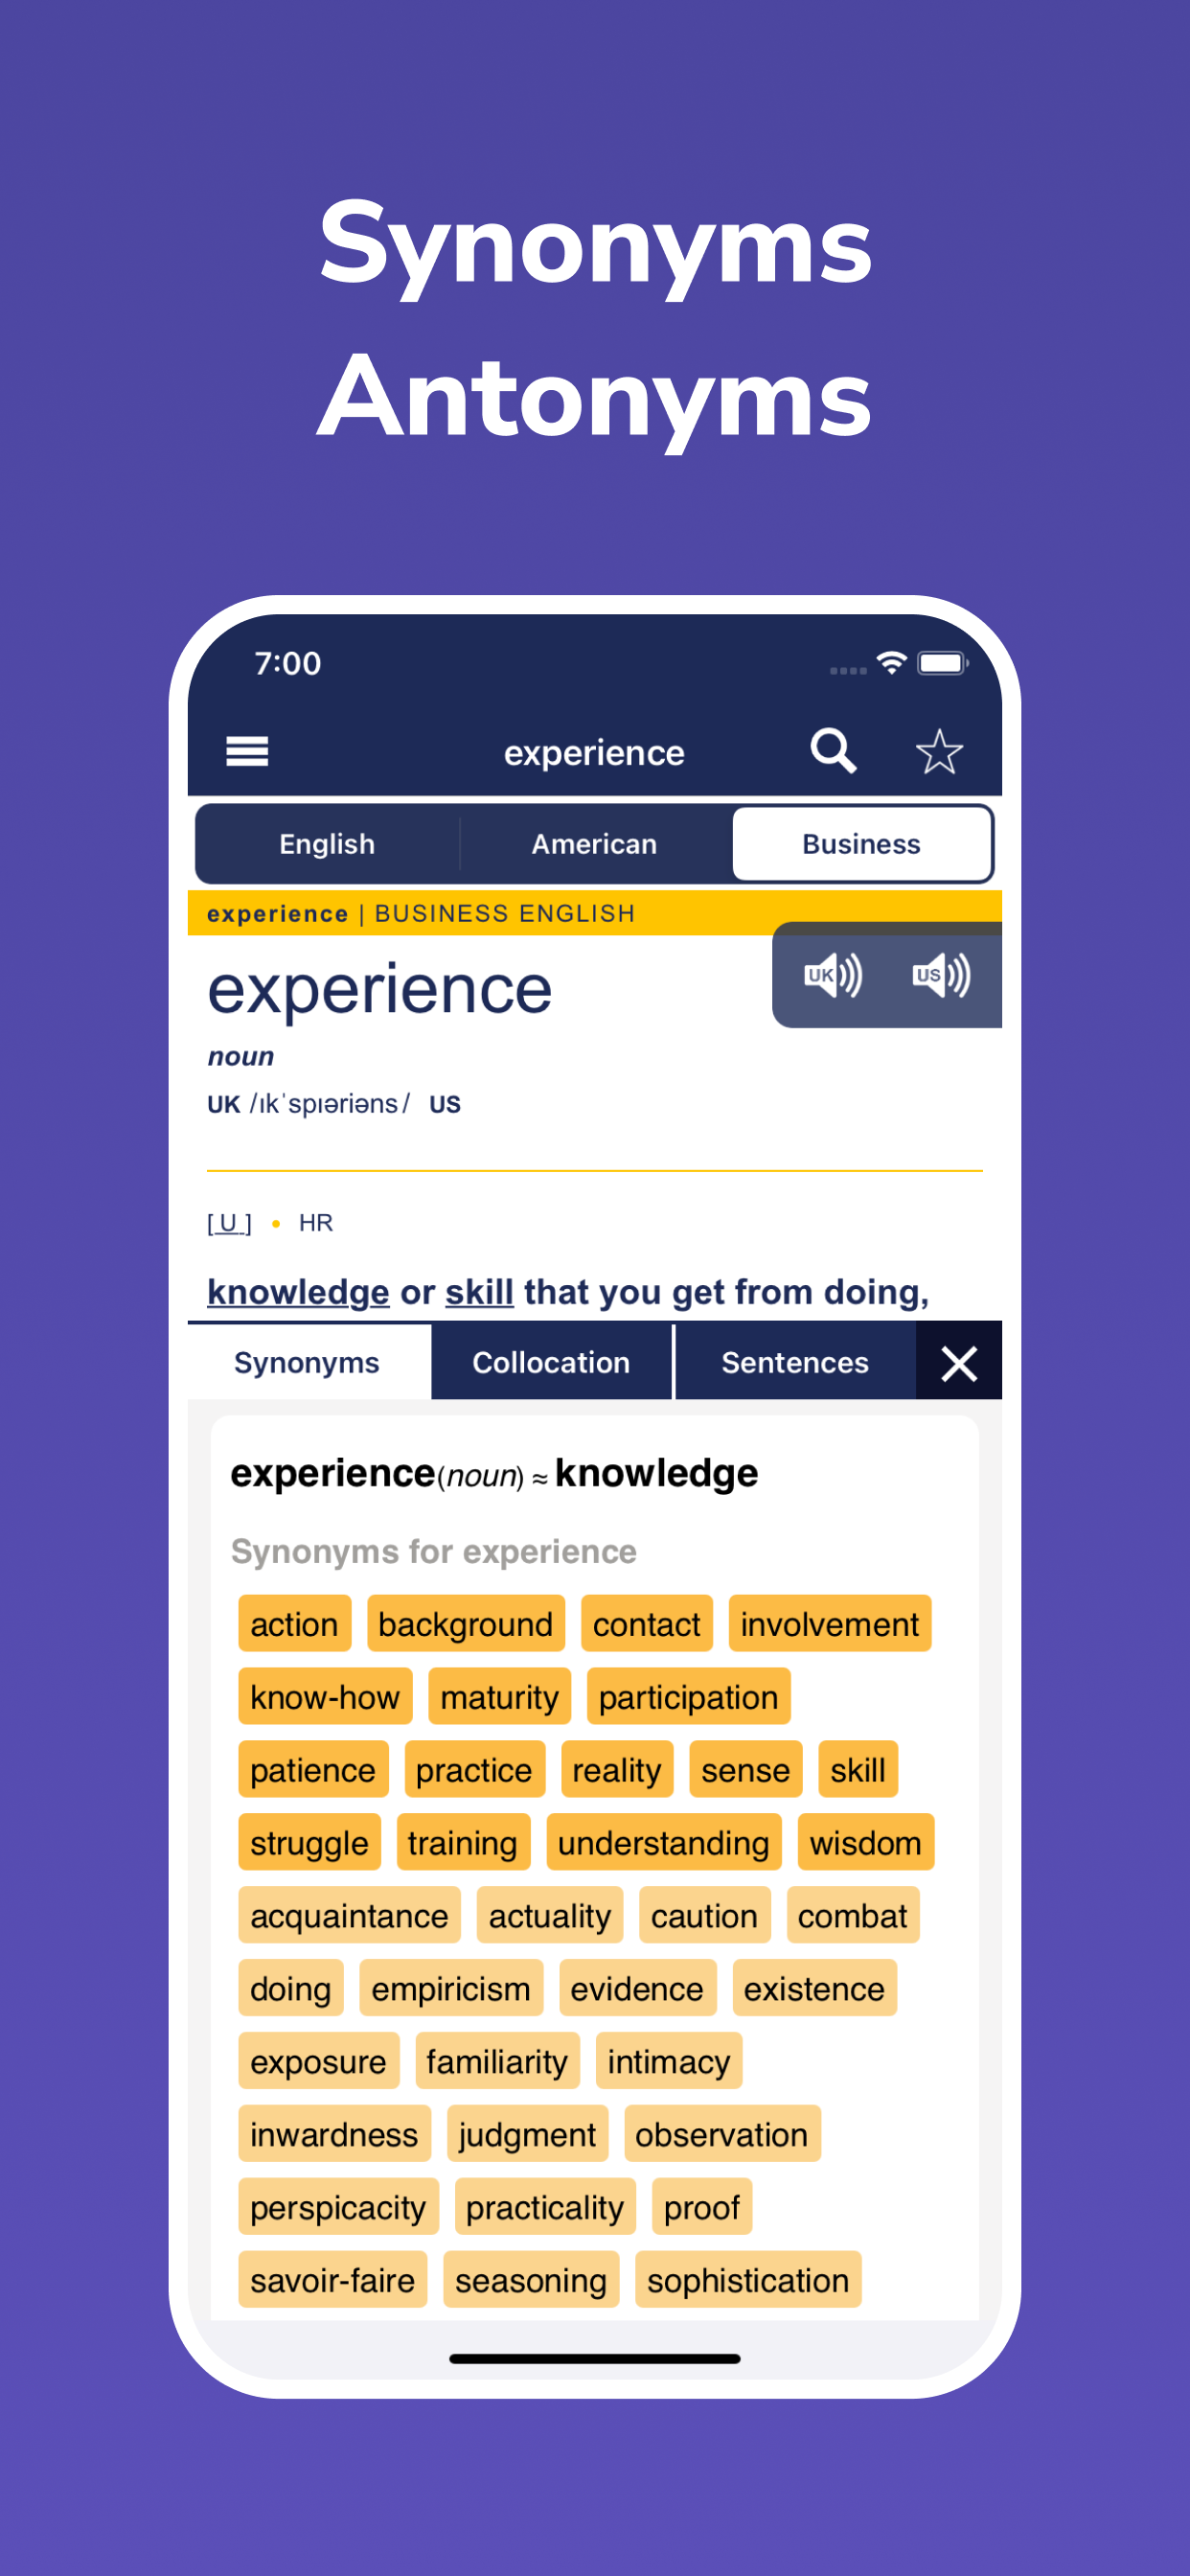 Synonyms
Antonyms
7:00
experience
English American Business
experience | BUSINESS ENGLISH
experience
UK US
noun
UK /ɪkˈspɪəriəns/ US
[ U ] • HR
knowledge or skill that you get from doing,
Synonyms Collocation Sentences
experience(noun) ≈ knowledge
Synonyms for experience
action background contact involvement
know-how maturity participation
patience practice reality sense skill
struggle training understanding wisdom
acquaintance actuality caution combat
doing empiricism evidence existence
exposure familiarity intimacy
inwardness judgment observation
perspicacity practicality proof
savoir-faire seasoning sophistication